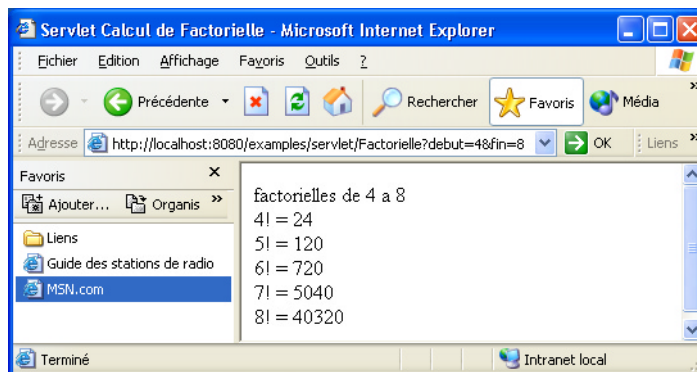 Servlet Calcul de Factorielle - Microsoft Internet Explorer
Fichier Edition Affichage Favoris Outils ?
Précédente Rechercher Favoris Média »
Adresse http://localhost:8080/examples/servlet/Factorielle?debut=4&fin=8 OK Liens »
Favoris ×
Ajouter... Organis »
Liens
Guide des stations de radio
MSN.com
factorielles de 4 a 8
4! = 24
5! = 120
6! = 720
7! = 5040
8! = 40320
Terminé Intranet local